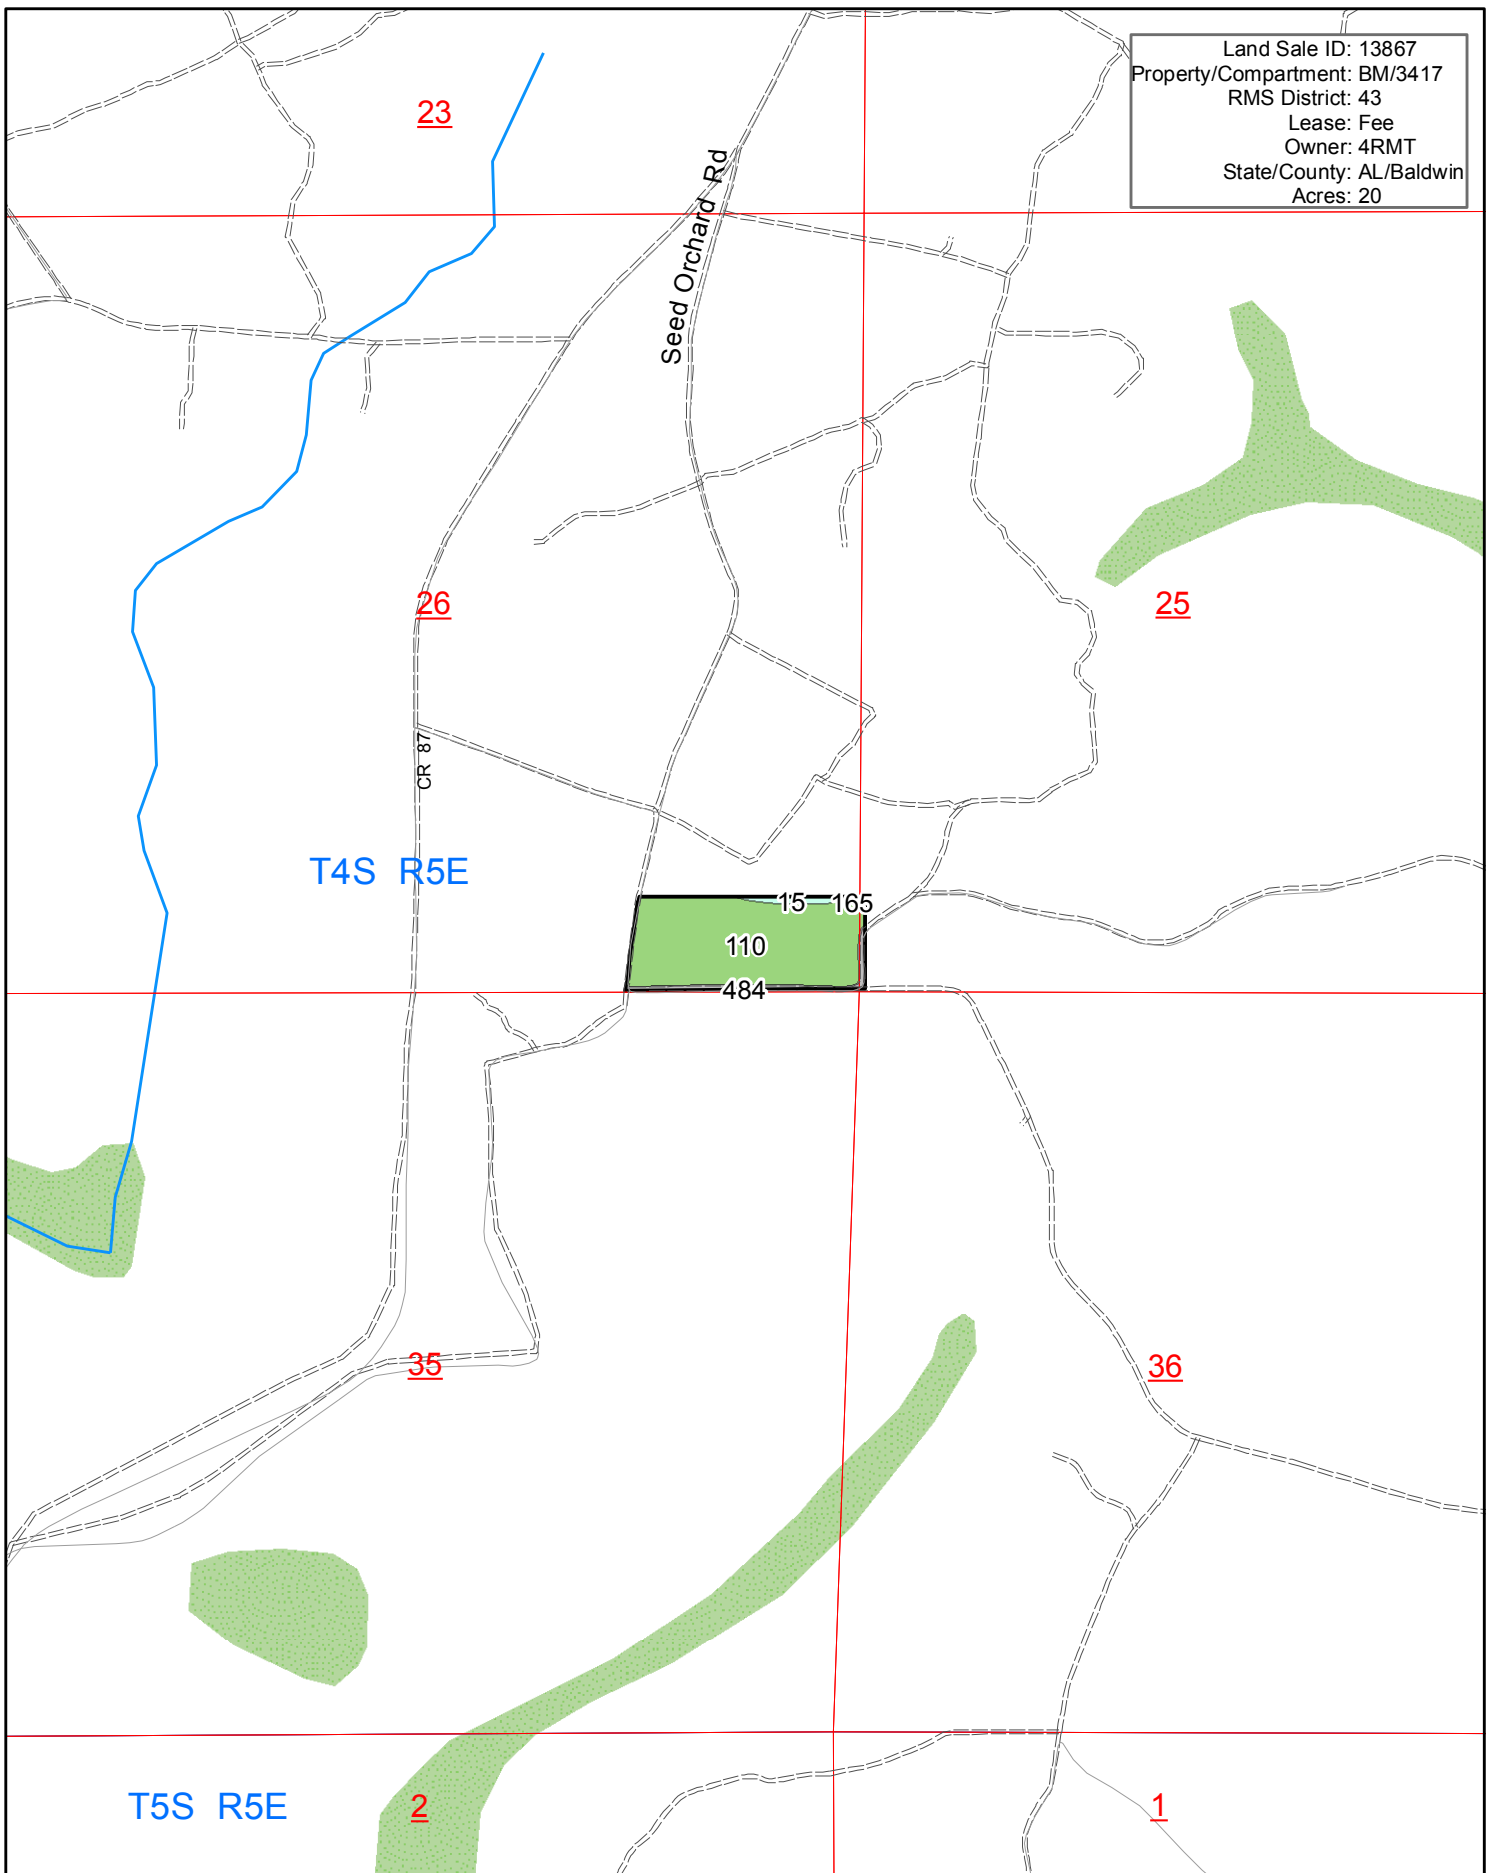 Land Sale ID: 13867
Property/Compartment: BM/3417
RMS District: 43
Lease: Fee
Owner: 4RMT
State/County: AL/Baldwin
Acres: 20
23
Seed Orchard Rd
26
25
CR 87
T4S R5E
15
165
110
484
35
36
T5S R5E
2
1